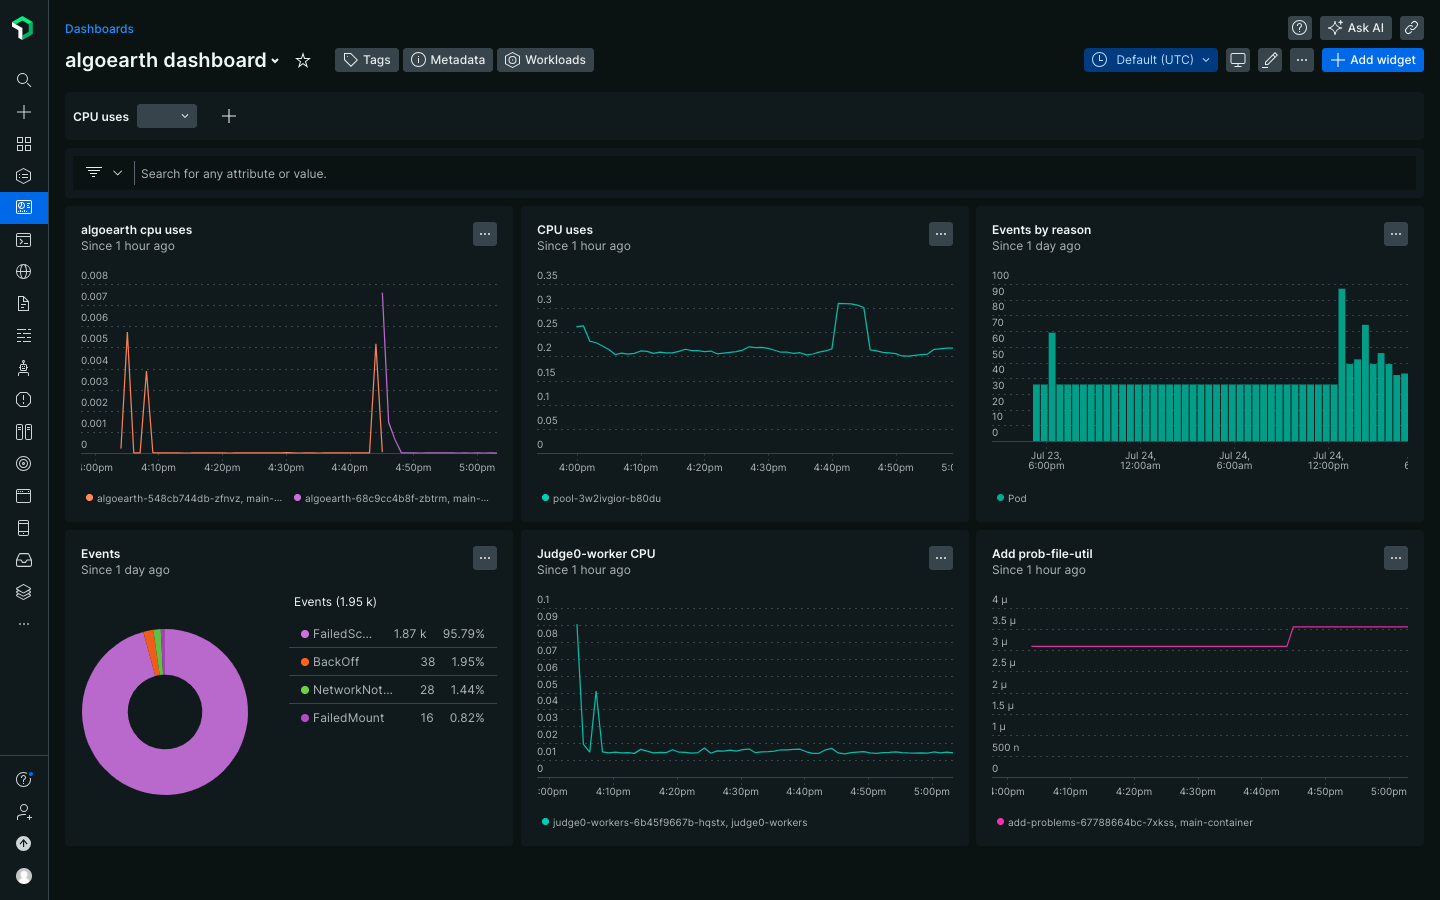 Dashboards
Ask AI
algoearth dashboard
Tags
Metadata
Workloads
Default (UTC)
Add widget
CPU uses
Search for any attribute or value.
algoearth cpu uses
Since 1 hour ago
0.008
0.007
0.006
0.005
0.004
0.003
0.002
0.001
0
:00pm 4:10pm 4:20pm 4:30pm 4:40pm 4:50pm 5:00pm
algoearth-548cb744db-zfnvz, main-...
algoearth-68c9cc4b8f-zbtrm, main-...
CPU uses
Since 1 hour ago
0.35
0.3
0.25
0.2
0.15
0.1
0.05
0
4:00pm 4:10pm 4:20pm 4:30pm 4:40pm 4:50pm 5:(
pool-3w2ivgior-b80du
Events by reason
Since 1 day ago
100
90
80
70
60
50
40
30
20
10
0
Jul 23, 6:00pm
Jul 24, 12:00am
Jul 24, 6:00am
Jul 24, 12:00pm
Pod
Events
Since 1 day ago
Events (1.95 k)
FailedSc... 1.87 k 95.79%
BackOff 38 1.95%
NetworkNot... 28 1.44%
FailedMount 16 0.82%
Judge0-worker CPU
Since 1 hour ago
0.1
0.09
0.08
0.07
0.06
0.05
0.04
0.03
0.02
0.01
0
:00pm 4:10pm 4:20pm 4:30pm 4:40pm 4:50pm 5:00pm
judge0-workers-6b45f9667b-hqstx, judge0-workers
Add prob-file-util
Since 1 hour ago
4 µ
3.5 µ
3 µ
2.5 µ
2 µ
1.5 µ
1 µ
500 n
0
:00pm 4:10pm 4:20pm 4:30pm 4:40pm 4:50pm 5:00pm
add-problems-67788664bc-7xkss, main-container